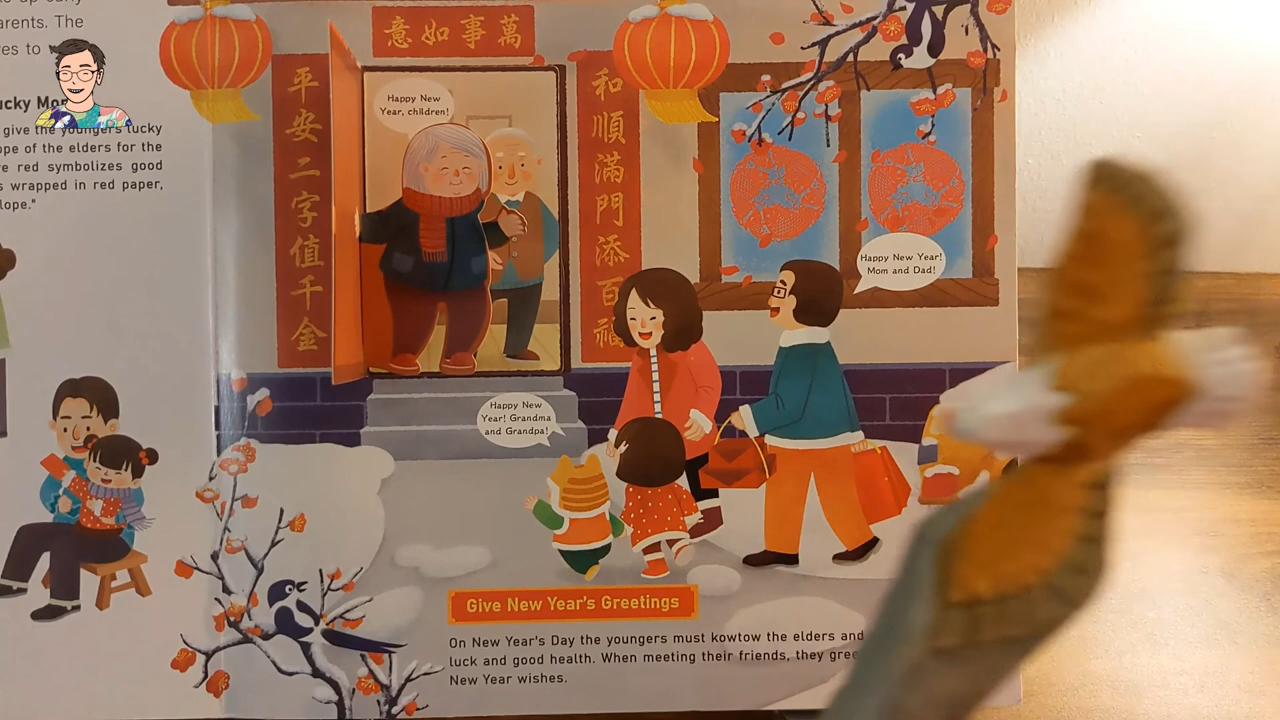 arents. The
es to
ucky Mon
give the youngers lucky
ope of the elders for the
re red symbolizes good
s wrapped in red paper,
lope."
意如事萬
平安二字值千金
和順滿門添百福
Happy New
Year, children!
Happy New Year!
Mom and Dad!
Happy New
Year! Grandma
and Grandpa!
Give New Year's Greetings
On New Year's Day the youngers must kowtow the elders and
luck and good health. When meeting their friends, they gree
New Year wishes.